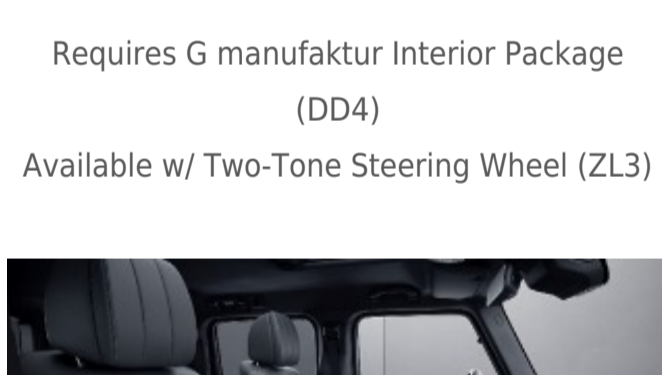 Requires G manufaktur Interior Package
(DD4)
Available w/ Two-Tone Steering Wheel (ZL3)